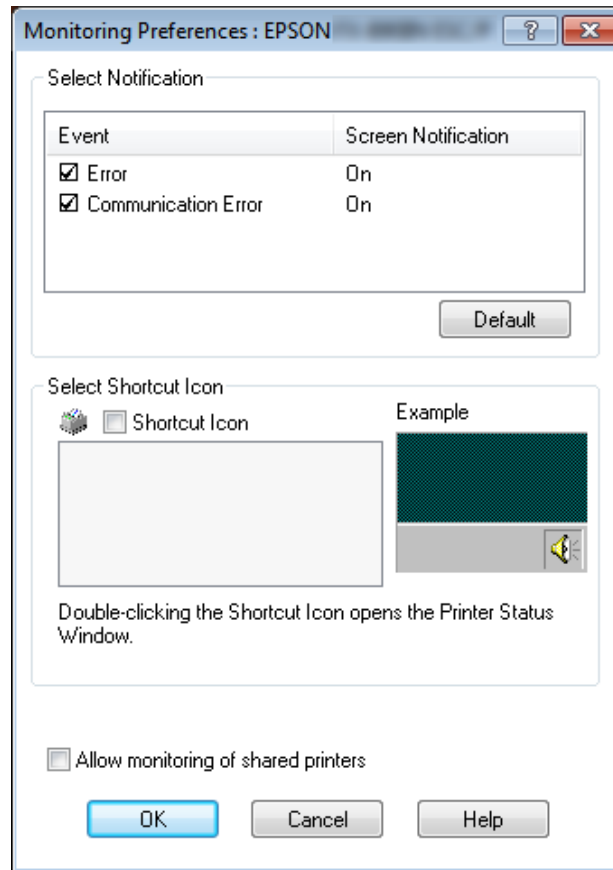 Monitoring Preferences : EPSON
Select Notification
Event Screen Notification
Error On
Communication Error On
Default
Select Shortcut Icon
Shortcut Icon
Example
Double-clicking the Shortcut Icon opens the Printer Status
Window.
Allow monitoring of shared printers
OK Cancel Help